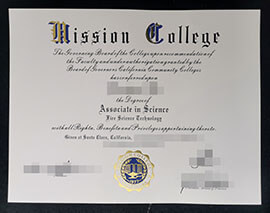 Mission College
The Governing Board of the College upon recommendation of
the Faculty and under authorization granted by the
Board of Governors California Community Colleges
has conferred upon
the Degree of
Associate in Science
Fire Science Technology
with all Rights, Benefits and Privileges appertaining thereto.
Given at Santa Clara, California,